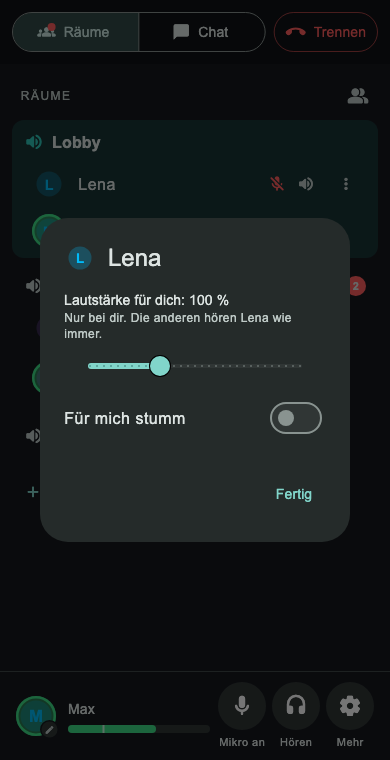 Räume
Chat
Trennen
RÄUME
Lobby
L
Lena
2
L
Lena
Lautstärke für dich: 100 %
Nur bei dir. Die anderen hören Lena wie
immer.
Für mich stumm
Fertig
+
M
Max
Mikro an
Hören
Mehr